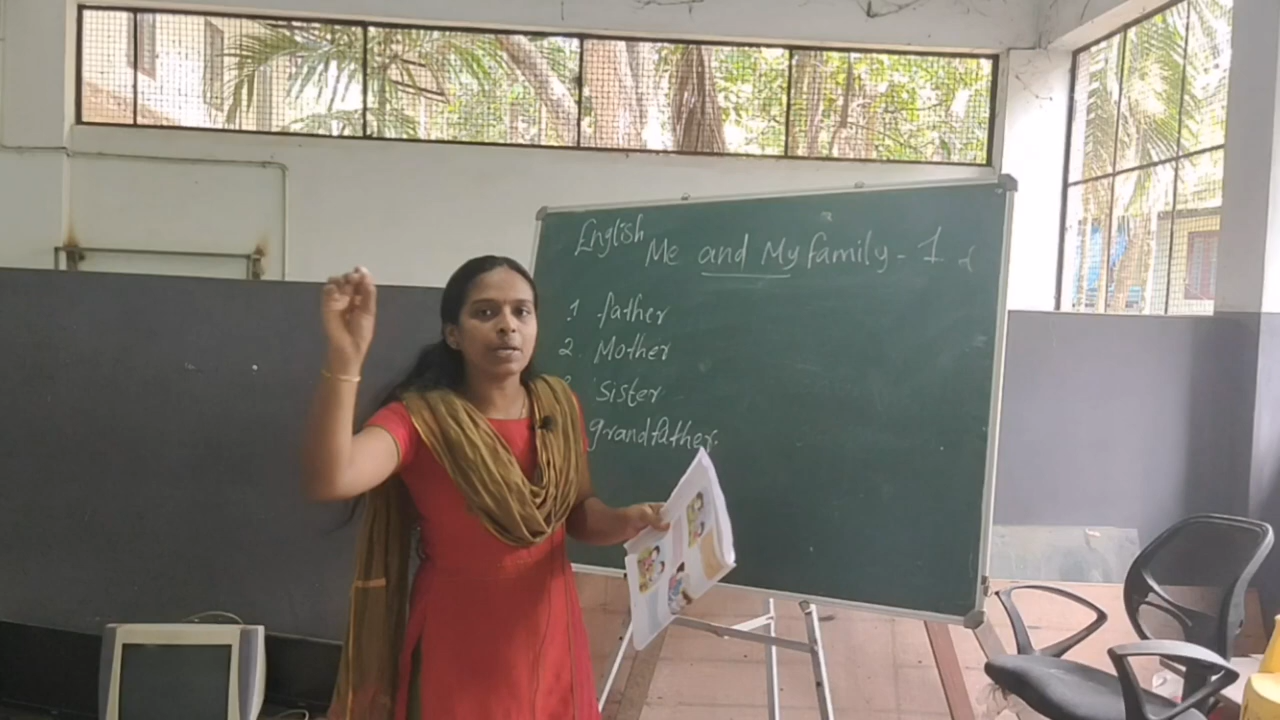 English
Me and My family - 1
1 father
2. Mother
Sister
grandfather.